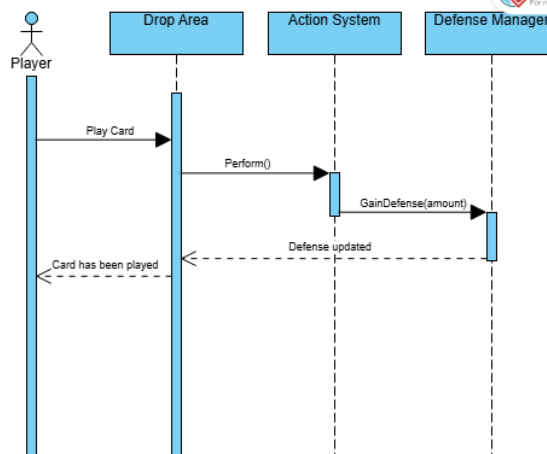 Drop Area
Action System
Defense Manager
Player
Play Card
Perform()
GainDefense(amount)
Defense updated
Card has been played